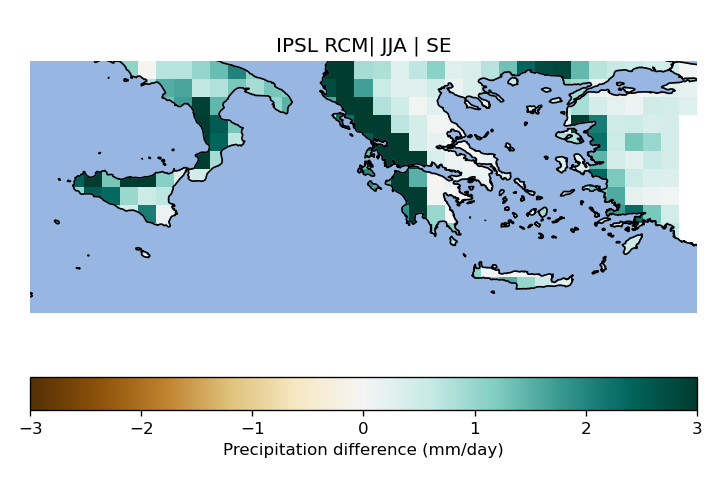 IPSL RCM| JJA | SE
−3 −2 −1 0 1 2 3
Precipitation difference (mm/day)